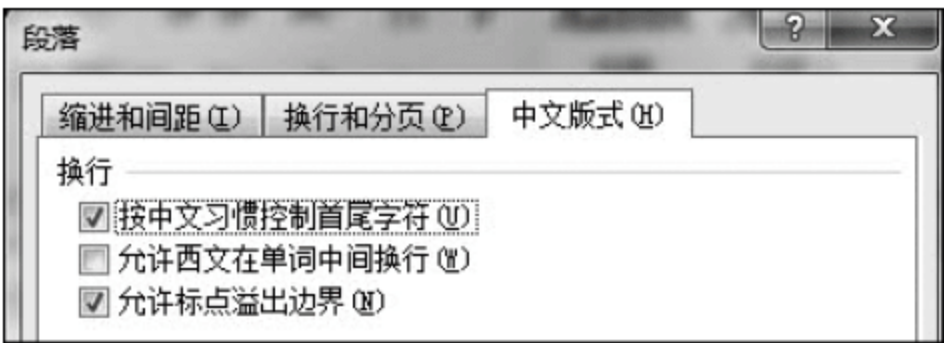 段落
缩进和间距(I) 换行和分页(P) 中文版式(H)
换行
按中文习惯控制首尾字符(U)
允许西文在单词中间换行(W)
允许标点溢出边界(N)